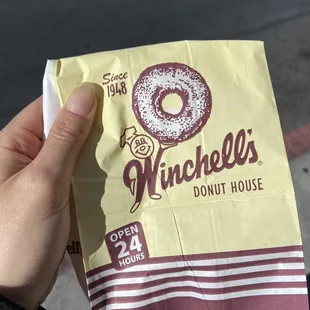 Since
1948
Winchell's®
DONUT HOUSE
OPEN
24
HOURS